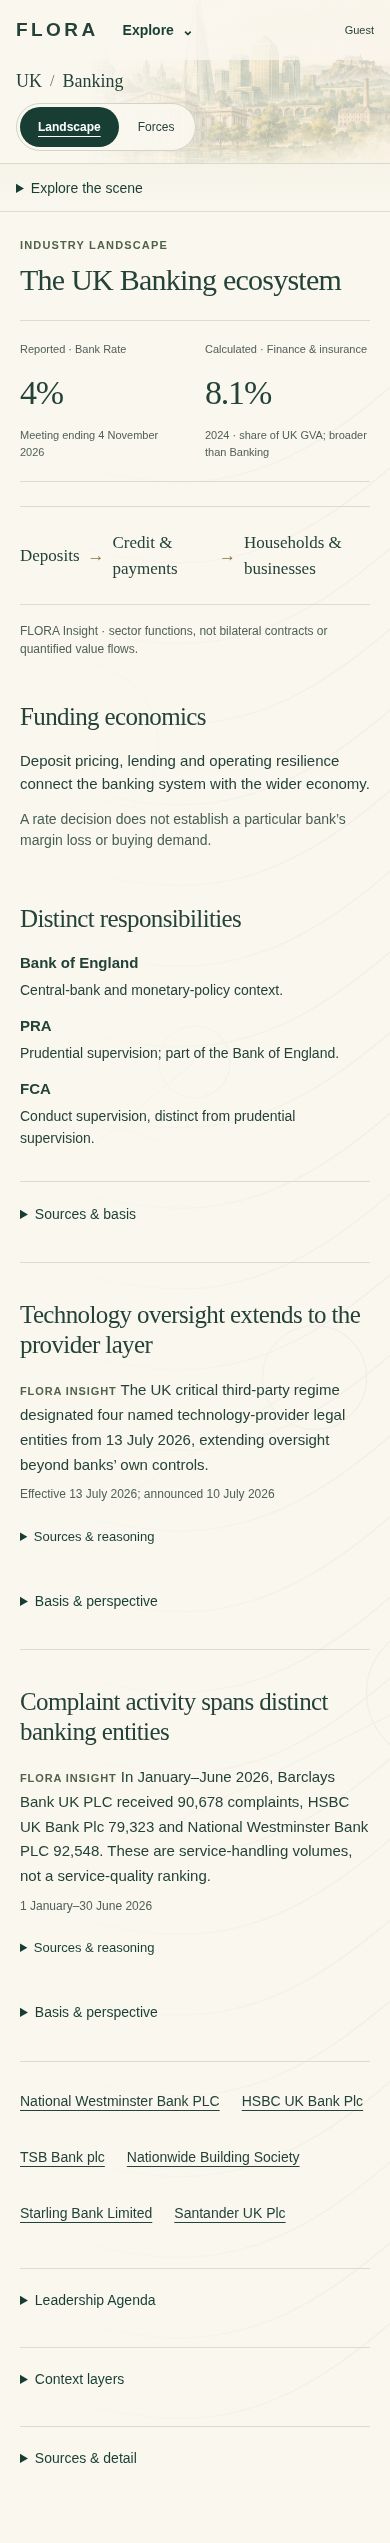 FLORA Explore Guest
UK / Banking
Landscape Forces
Explore the scene
INDUSTRY LANDSCAPE
The UK Banking ecosystem
Reported · Bank Rate
4%
Meeting ending 4 November
2026
Calculated · Finance & insurance
8.1%
2024 · share of UK GVA; broader
than Banking
Deposits → Credit & payments → Households & businesses
FLORA Insight · sector functions, not bilateral contracts or
quantified value flows.
Funding economics
Deposit pricing, lending and operating resilience
connect the banking system with the wider economy.
A rate decision does not establish a particular bank’s
margin loss or buying demand.
Distinct responsibilities
Bank of England
Central-bank and monetary-policy context.
PRA
Prudential supervision; part of the Bank of England.
FCA
Conduct supervision, distinct from prudential
supervision.
Sources & basis
Technology oversight extends to the
provider layer
FLORA INSIGHT The UK critical third-party regime
designated four named technology-provider legal
entities from 13 July 2026, extending oversight
beyond banks’ own controls.
Effective 13 July 2026; announced 10 July 2026
Sources & reasoning
Basis & perspective
Complaint activity spans distinct
banking entities
FLORA INSIGHT In January–June 2026, Barclays
Bank UK PLC received 90,678 complaints, HSBC
UK Bank Plc 79,323 and National Westminster Bank
PLC 92,548. These are service-handling volumes,
not a service-quality ranking.
1 January–30 June 2026
Sources & reasoning
Basis & perspective
National Westminster Bank PLC HSBC UK Bank Plc
TSB Bank plc Nationwide Building Society
Starling Bank Limited Santander UK Plc
Leadership Agenda
Context layers
Sources & detail